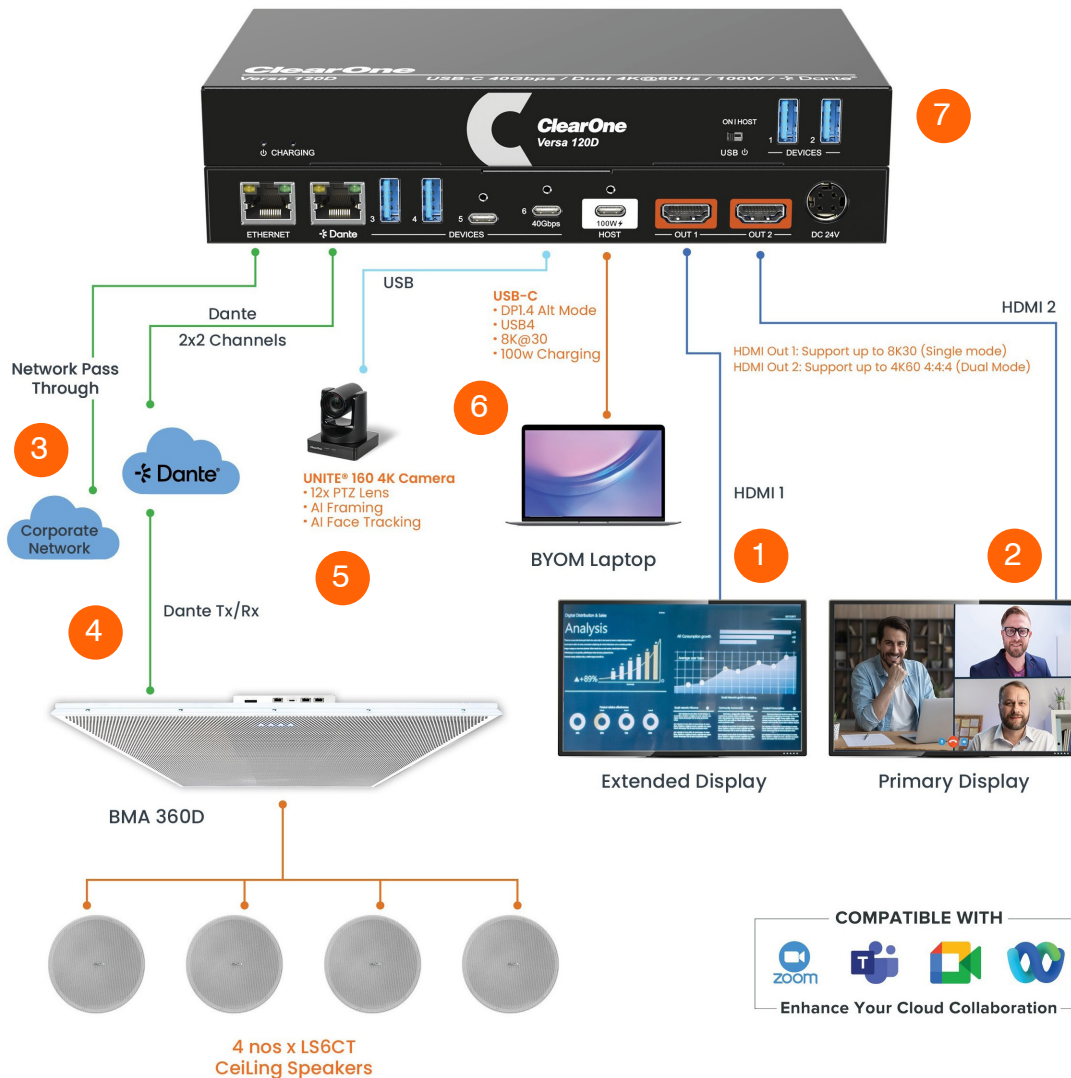 ClearOne
Versa 120D
USB-C 40Gbps / Dual 4K@60Hz / 100W / Dante®
7
CHARGING
ClearOne
Versa 120D
ON I HOST
USB
1
2
DEVICES
ETHERNET
Dante
3
4
5
6
40Gbps
DEVICES
100W
HOST
OUT 1
OUT 2
DC 24V
USB
Dante
2x2 Channels
Network Pass
Through
USB-C
• DP1.4 Alt Mode
• USB4
• 8K@30
• 100w Charging
HDMI 2
HDMI Out 1: Support up to 8K30 (Single mode)
HDMI Out 2: Support up to 4K60 4:4:4 (Dual Mode)
3
6
Dante®
Corporate
Network
UNITE® 160 4K Camera
• 12x PTZ Lens
• AI Framing
• AI Face Tracking
HDMI 1
BYOM Laptop
1
2
5
4
Dante Tx/Rx
Digital Distribution & Sales
Analysis
+89%
Extended Display
Primary Display
BMA 360D
COMPATIBLE WITH
zoom
T
Enhance Your Cloud Collaboration
4 nos x LS6CT
CeiLing Speakers